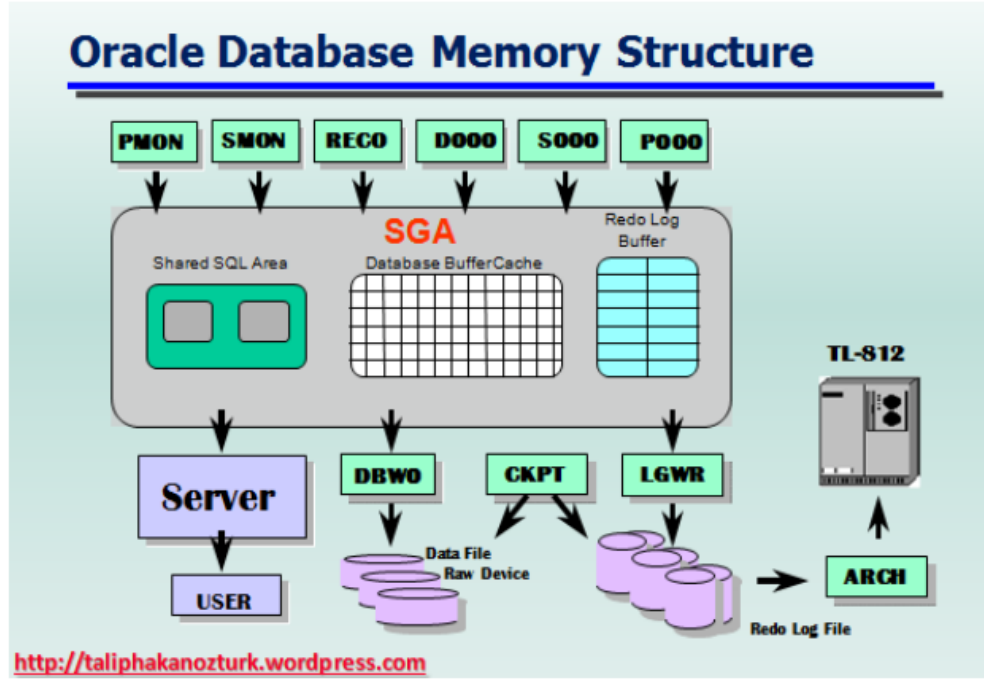 Oracle Database Memory Structure
PMON
SMON
RECO
D000
S000
P000
SGA
Redo Log
Buffer
Shared SQL Area
Database BufferCache
TL-812
Server
DBWO
CKPT
LGWR
Data File
Raw Device
ARCH
USER
Redo Log File
http://taliphakanozturk.wordpress.com